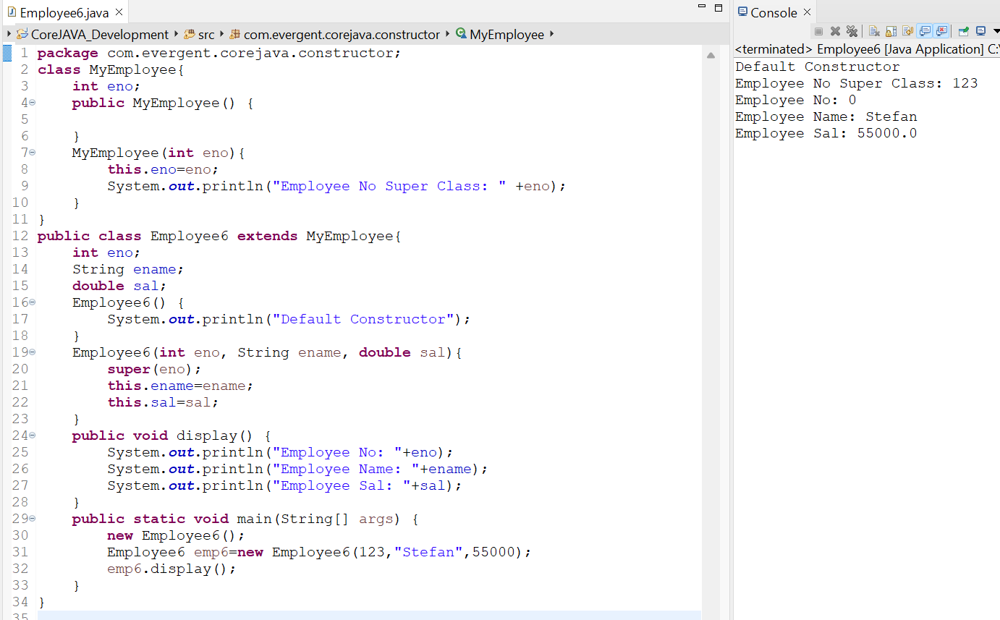 Employee6.java
CoreJAVA_Development src com.evergent.corejava.constructor MyEmployee
1 package com.evergent.corejava.constructor;
2 class MyEmployee{
3     int eno;
4     public MyEmployee() {
5
6     }
7     MyEmployee(int eno){
8         this.eno=eno;
9         System.out.println("Employee No Super Class: " +eno);
10     }
11 }
12 public class Employee6 extends MyEmployee{
13     int eno;
14     String ename;
15     double sal;
16     Employee6() {
17         System.out.println("Default Constructor");
18     }
19     Employee6(int eno, String ename, double sal){
20         super(eno);
21         this.ename=ename;
22         this.sal=sal;
23     }
24     public void display() {
25         System.out.println("Employee No: "+eno);
26         System.out.println("Employee Name: "+ename);
27         System.out.println("Employee Sal: "+sal);
28     }
29     public static void main(String[] args) {
30         new Employee6();
31         Employee6 emp6=new Employee6(123,"Stefan",55000);
32         emp6.display();
33     }
34 }
35
Console
<terminated> Employee6 [Java Application] C:\
Default Constructor
Employee No Super Class: 123
Employee No: 0
Employee Name: Stefan
Employee Sal: 55000.0